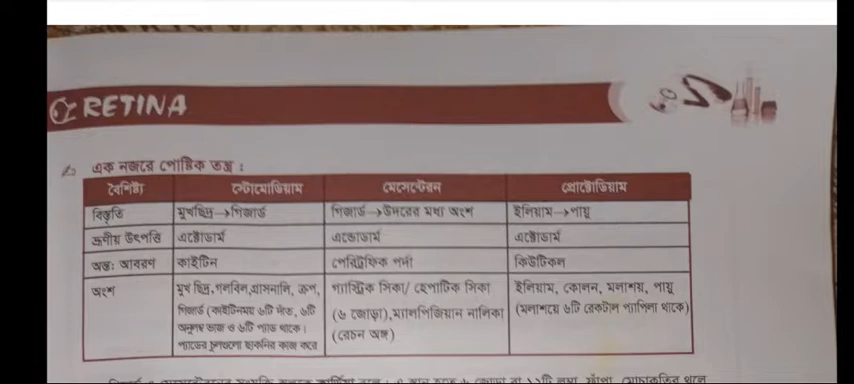 RETINA
এক নজরে পৌষ্টিক তন্ত্র :
বৈশিষ্ট্য স্টোমোডিয়াম মেসেন্টেরন প্রোক্টোডিয়াম
বিস্তৃতি মুখছিদ্র→গিজার্ড গিজার্ড→উদরের মধ্য অংশ ইলিয়াম→পায়ু
ভ্রূণীয় উৎপত্তি এক্টোডার্ম এন্ডোডার্ম এক্টোডার্ম
অন্তঃ আবরণ কাইটিন পেরিট্রফিক পর্দা কিউটিকল
অংশ মুখ ছিদ্র,গলবিল,গ্রাসনালি, ক্রপ, গ্যাস্ট্রিক সিকা/ হেপাটিক সিকা ইলিয়াম, কোলন, মলাশয়, পায়ু
গিজার্ড (কাইটিনময় ৬টি দাঁত, ৬টি (৬ জোড়া),ম্যালপিজিয়ান নালিকা (মলাশয়ে ৬টি রেকটাল প্যাপিলা থাকে)
অনুলম্ব ভাজ ও ৬টি প্যাড থাকে। (রেচন অঙ্গ)
প্যাডের চুলগুলো ছাকনির কাজ করে